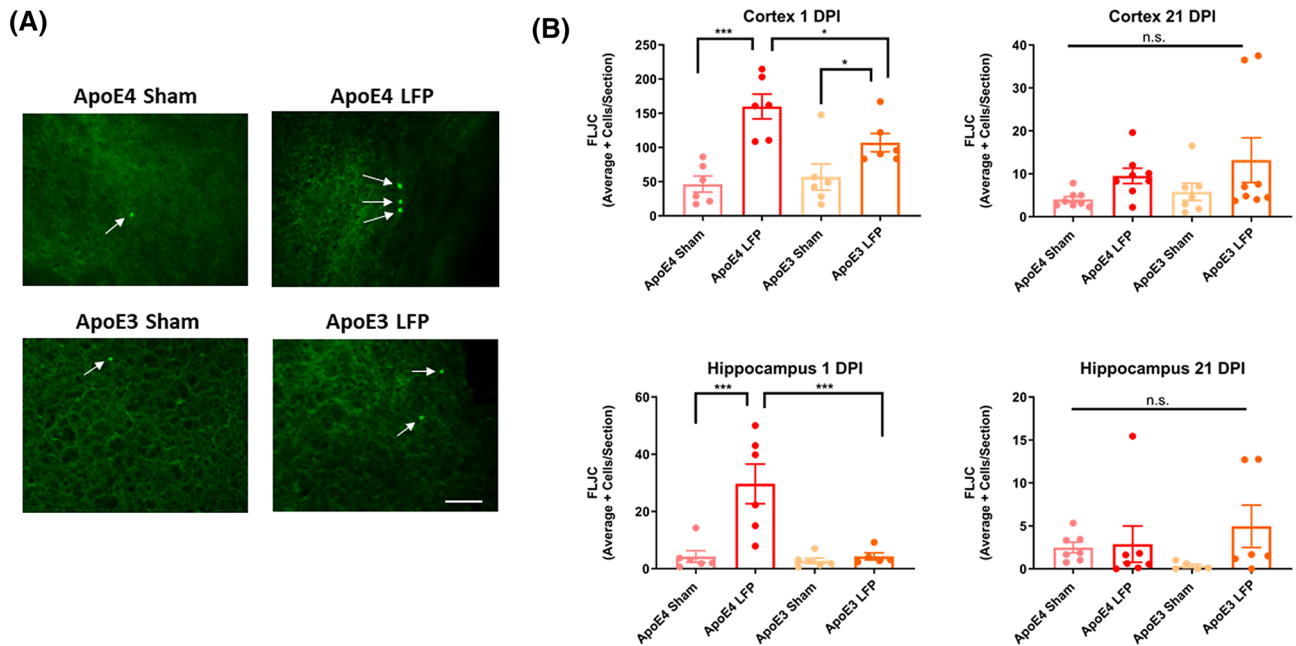 (A)
ApoE4 Sham
ApoE4 LFP
ApoE3 Sham
ApoE3 LFP
(B)
Cortex 1 DPI
FLJC
(Average + Cells/Section)
250
200
150
100
50
0
***
*
*
ApoE4 Sham
ApoE4 LFP
ApoE3 Sham
ApoE3 LFP
Cortex 21 DPI
FLJC
(Average + Cells/Section)
40
30
20
10
0
n.s.
ApoE4 Sham
ApoE4 LFP
ApoE3 Sham
ApoE3 LFP
Hippocampus 1 DPI
FLJC
(Average + Cells/Section)
60
40
20
0
***
***
ApoE4 Sham
ApoE4 LFP
ApoE3 Sham
ApoE3 LFP
Hippocampus 21 DPI
FLJC
(Average + Cells/Section)
20
15
10
5
0
n.s.
ApoE4 Sham
ApoE4 LFP
ApoE3 Sham
ApoE3 LFP